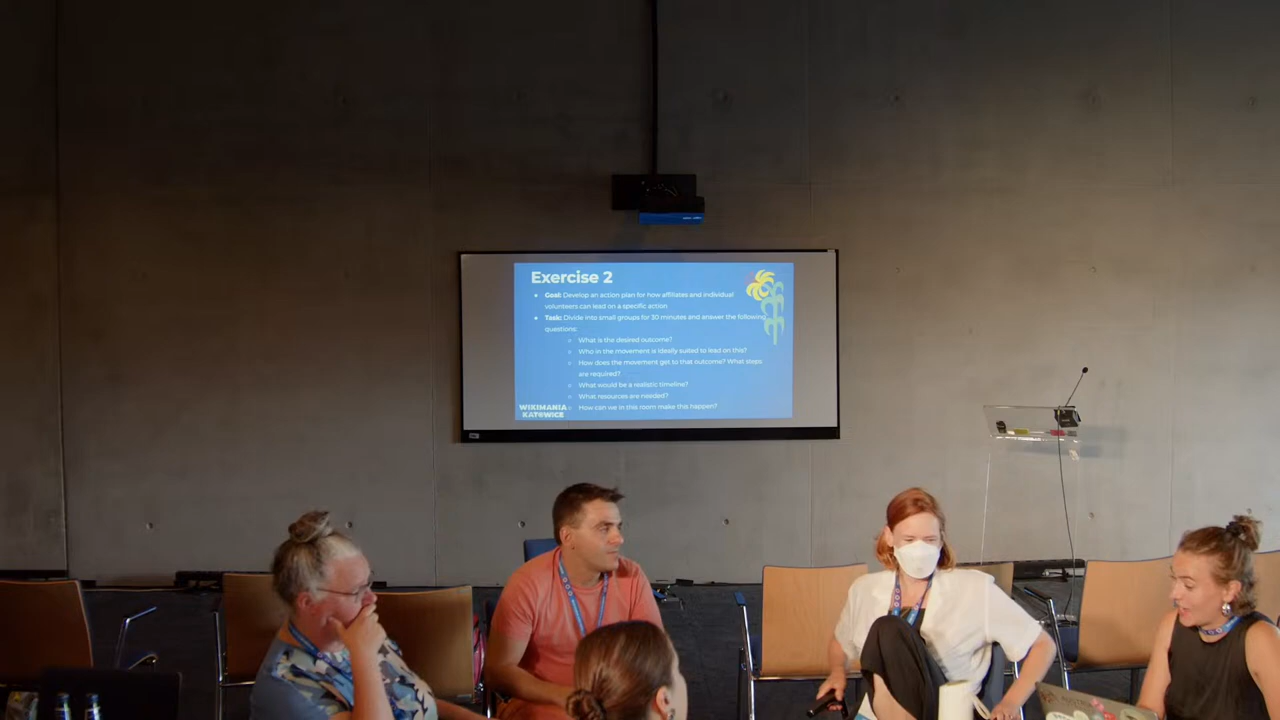 Exercise 2
Goal: Develop an action plan for how affiliates and individual
volunteers can lead on a specific action
Task: Divide into small groups for 30 minutes and answer the following
questions:
What is the desired outcome?
Who in the movement is ideally suited to lead on this?
How does the movement get to that outcome? What steps
are required?
What would be a realistic timeline?
What resources are needed?
How can we in this room make this happen?
WIKIMANIA
KATOWICE